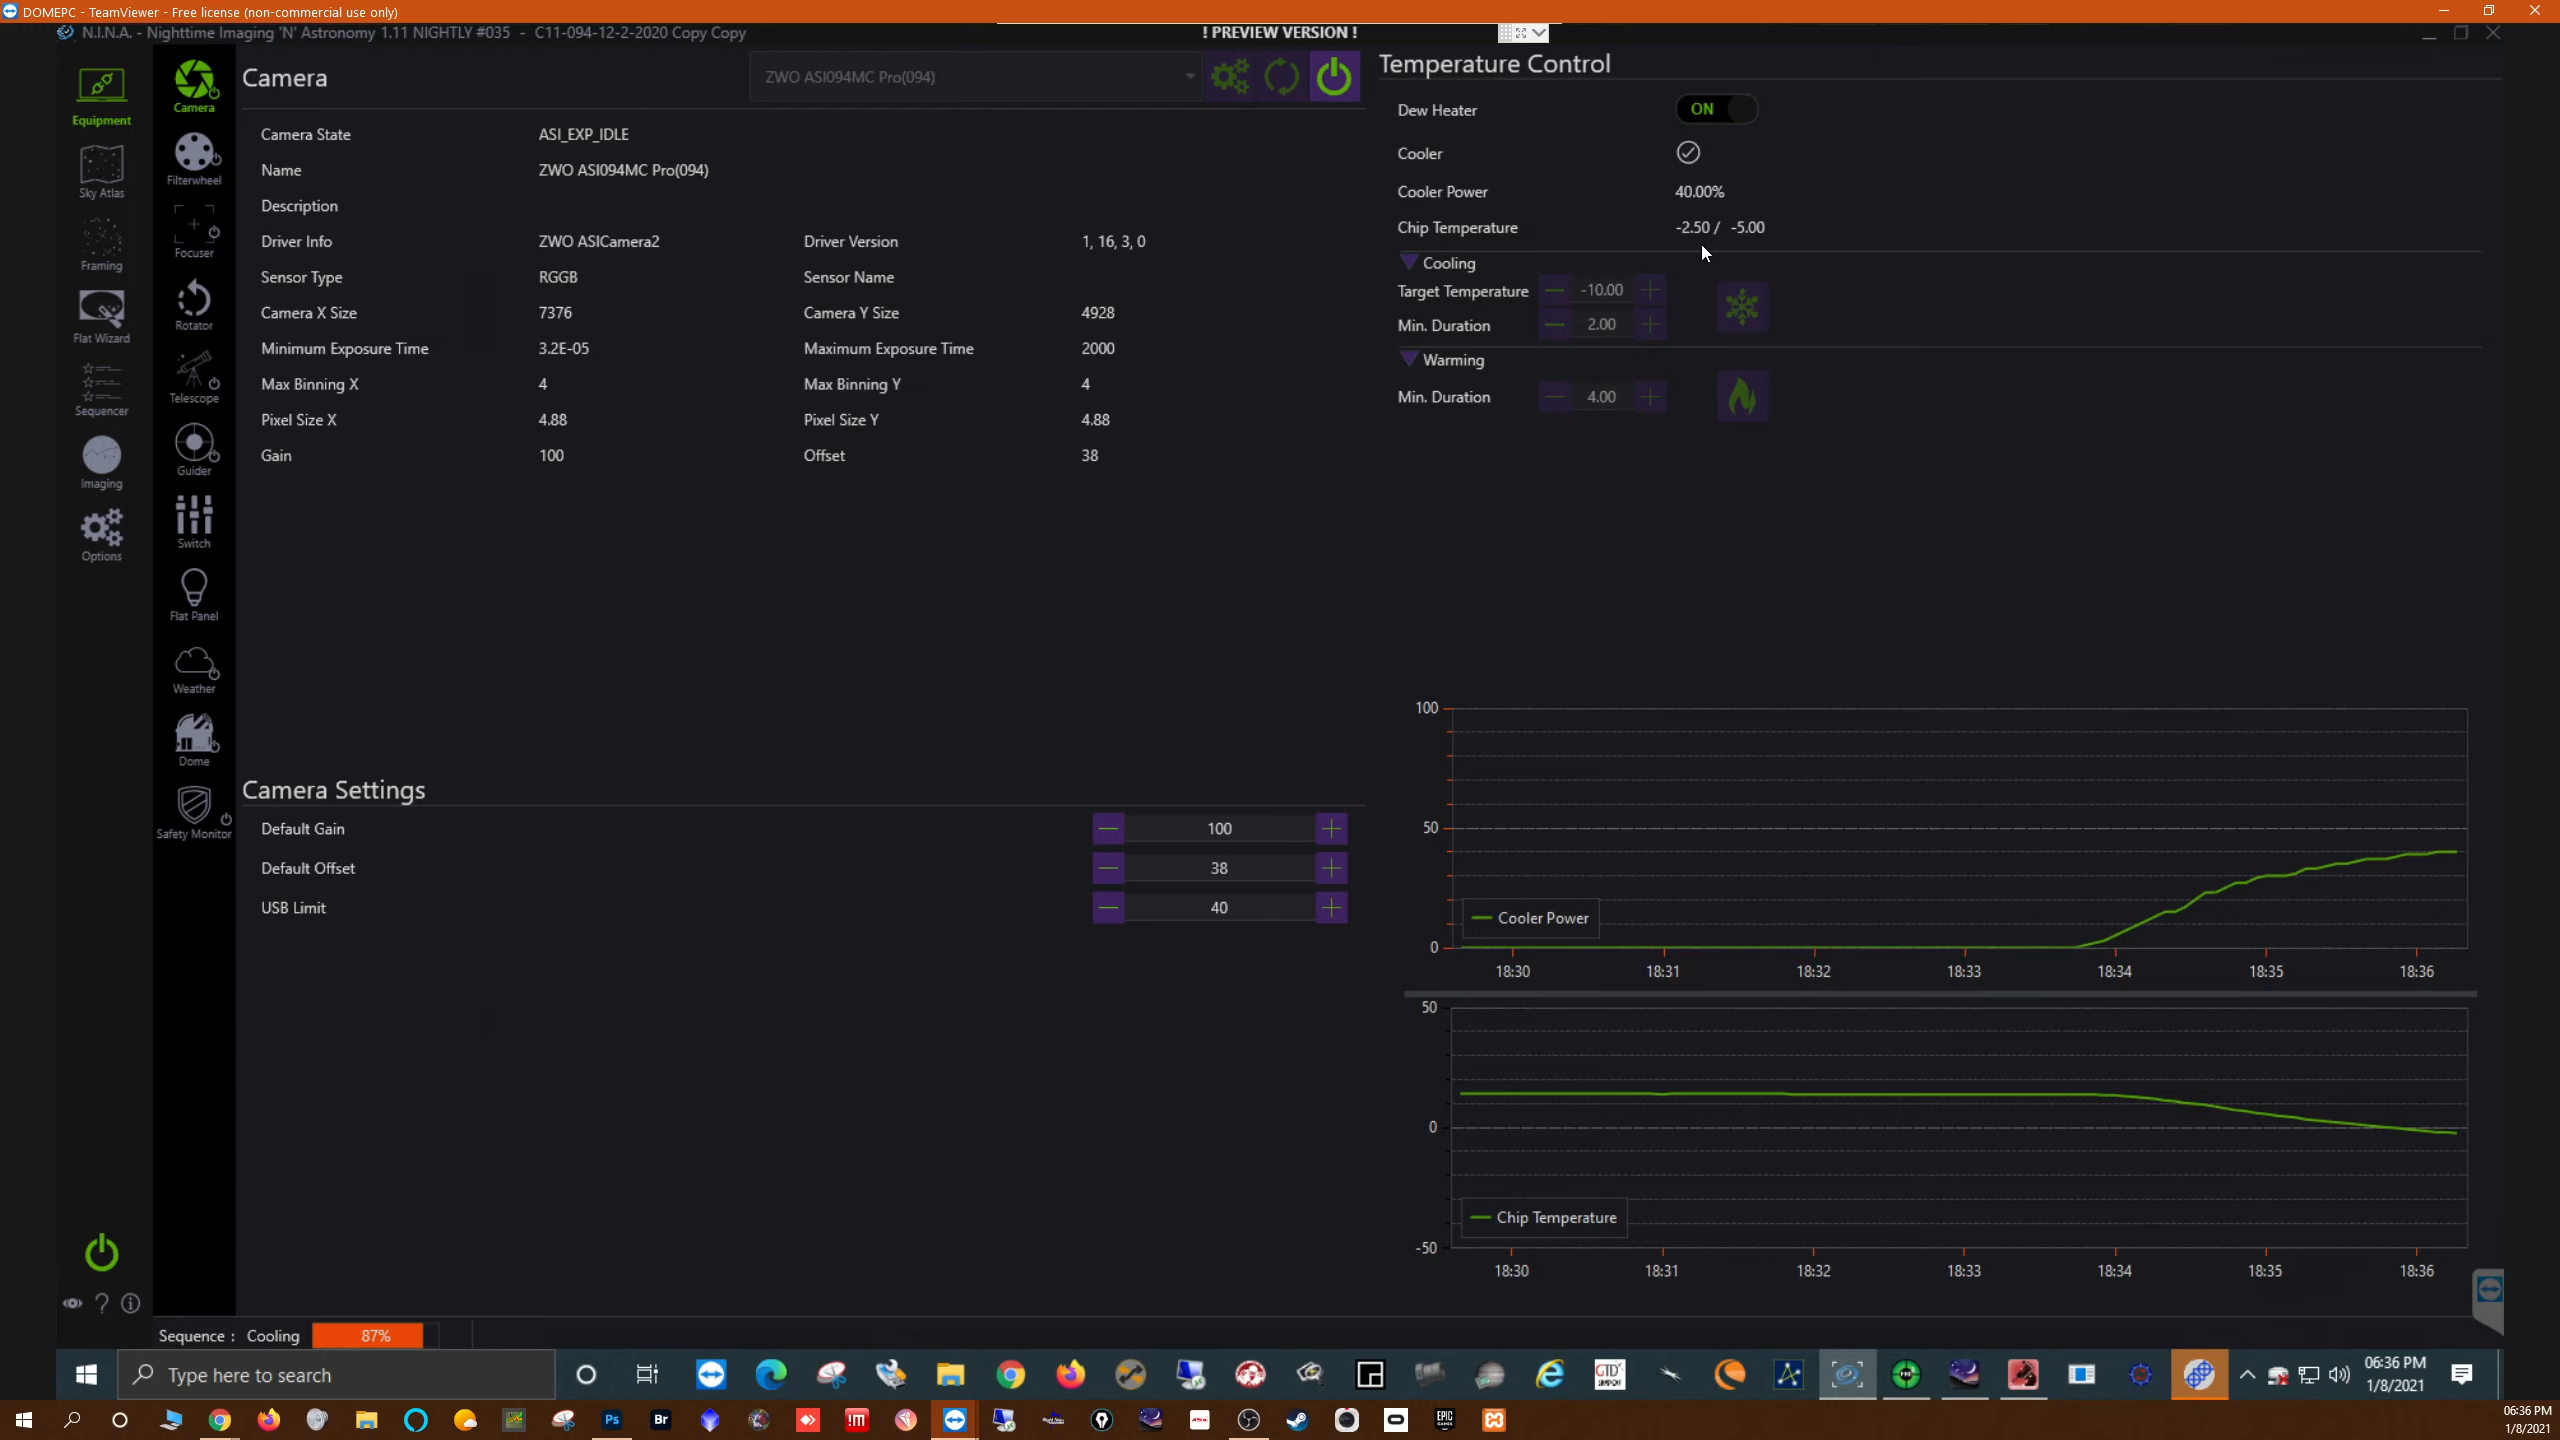 DOMEPC - TeamViewer - Free license (non-commercial use only)
N.I.N.A. - Nighttime Imaging 'N' Astronomy 1.11 NIGHTLY #035 - C11-094-12-2-2020 Copy Copy
! PREVIEW VERSION !
Equipment
Sky Atlas
Framing
Flat Wizard
Sequencer
Imaging
Options
Camera
Filterwheel
Focuser
Rotator
Telescope
Guider
Switch
Flat Panel
Weather
Dome
Safety Monitor
Camera
ZWO ASI094MC Pro(094)
Camera State ASI_EXP_IDLE
Name ZWO ASI094MC Pro(094)
Description
Driver Info ZWO ASICamera2 Driver Version 1, 16, 3, 0
Sensor Type RGGB Sensor Name
Camera X Size 7376 Camera Y Size 4928
Minimum Exposure Time 3.2E-05 Maximum Exposure Time 2000
Max Binning X 4 Max Binning Y 4
Pixel Size X 4.88 Pixel Size Y 4.88
Gain 100 Offset 38
Camera Settings
Default Gain 100
Default Offset 38
USB Limit 40
Temperature Control
Dew Heater ON
Cooler
Cooler Power 40.00%
Chip Temperature -2.50 / -5.00
Cooling
Target Temperature -10.00
Min. Duration 2.00
Warming
Min. Duration 4.00
100
50
0
Cooler Power
18:30 18:31 18:32 18:33 18:34 18:35 18:36
50
0
-50
Chip Temperature
18:30 18:31 18:32 18:33 18:34 18:35 18:36
Sequence : Cooling 87%
Type here to search
06:36 PM
1/8/2021
Ps
Br
!M
EPIC
GAMES
06:36 PM
1/8/2021